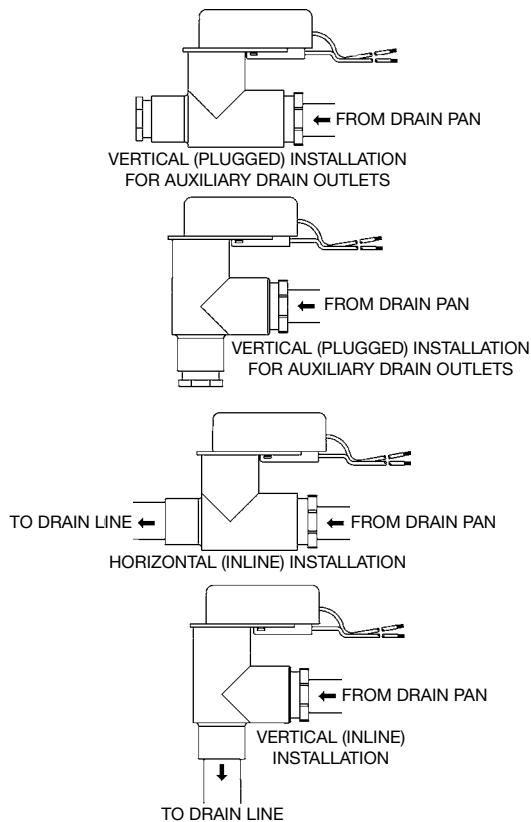 FROM DRAIN PAN
VERTICAL (PLUGGED) INSTALLATION
FOR AUXILIARY DRAIN OUTLETS
FROM DRAIN PAN
VERTICAL (PLUGGED) INSTALLATION
FOR AUXILIARY DRAIN OUTLETS
TO DRAIN LINE
FROM DRAIN PAN
HORIZONTAL (INLINE) INSTALLATION
FROM DRAIN PAN
VERTICAL (INLINE)
INSTALLATION
TO DRAIN LINE